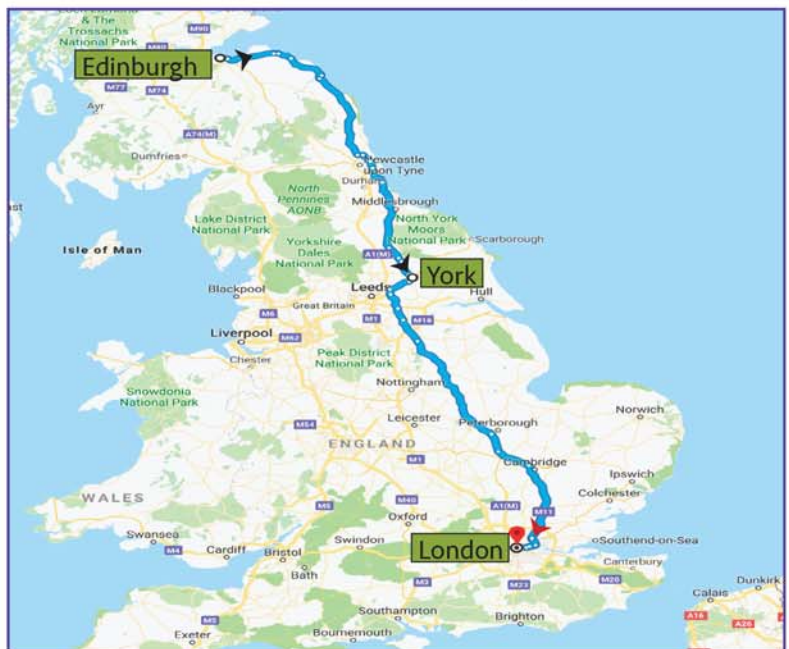 & The
Trossachs
National Park
M90
M80
Edinburgh
M77
M74
Ayr
A74(M)
Dumfries
Newcastle
upon Tyne
Durham
North
Pennines
AONB
Middlesbrough
Lake District
National Park
North York
Moors
National Park
Scarborough
Isle of Man
Yorkshire
Dales
National Park
A1(M)
York
Blackpool
Leeds
Hull
Great Britain
M6
M1
M18
Liverpool
M62
Chester
Peak District
National Park
Snowdonia
National Park
Nottingham
Norwich
Leicester
Peterborough
M54
ENGLAND
M1
Cambridge
Ipswich
WALES
Colchester
M5
M40
A1(M)
M11
Oxford
Swansea
Swindon
London
Southend-on-Sea
M4
Cardiff
Bristol
Canterbury
Bath
M3
M23
M20
Dunkirk
Calais
Southampton
Brighton
A16
A26
M5
Exeter
Bournemouth